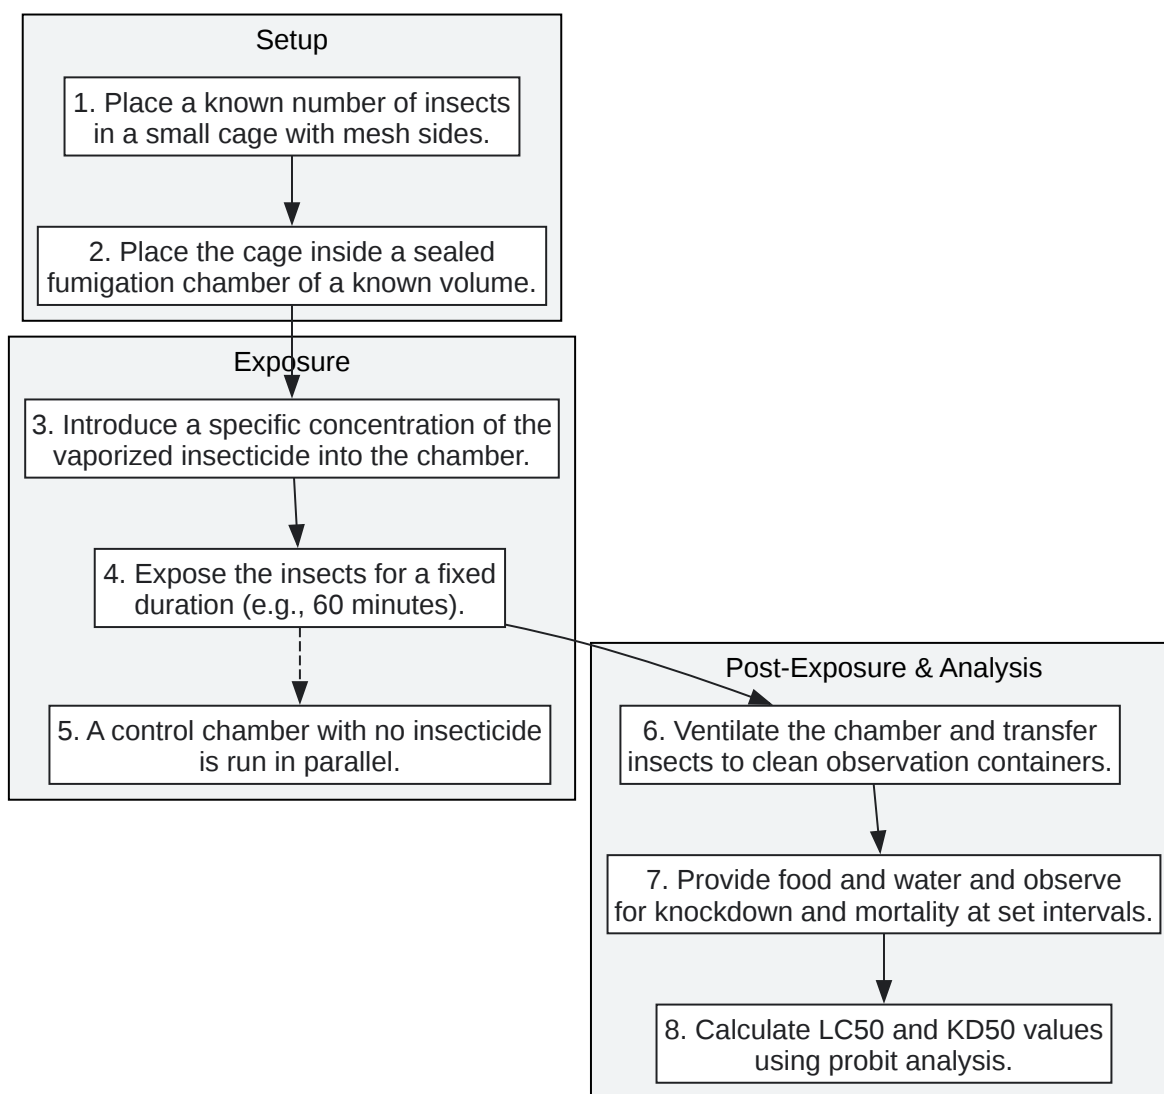 Setup
1. Place a known number of insects
in a small cage with mesh sides.
2. Place the cage inside a sealed
fumigation chamber of a known volume.
Exposure
3. Introduce a specific concentration of the
vaporized insecticide into the chamber.
4. Expose the insects for a fixed
duration (e.g., 60 minutes).
5. A control chamber with no insecticide
is run in parallel.
Post-Exposure & Analysis
6. Ventilate the chamber and transfer
insects to clean observation containers.
7. Provide food and water and observe
for knockdown and mortality at set intervals.
8. Calculate LC50 and KD50 values
using probit analysis.